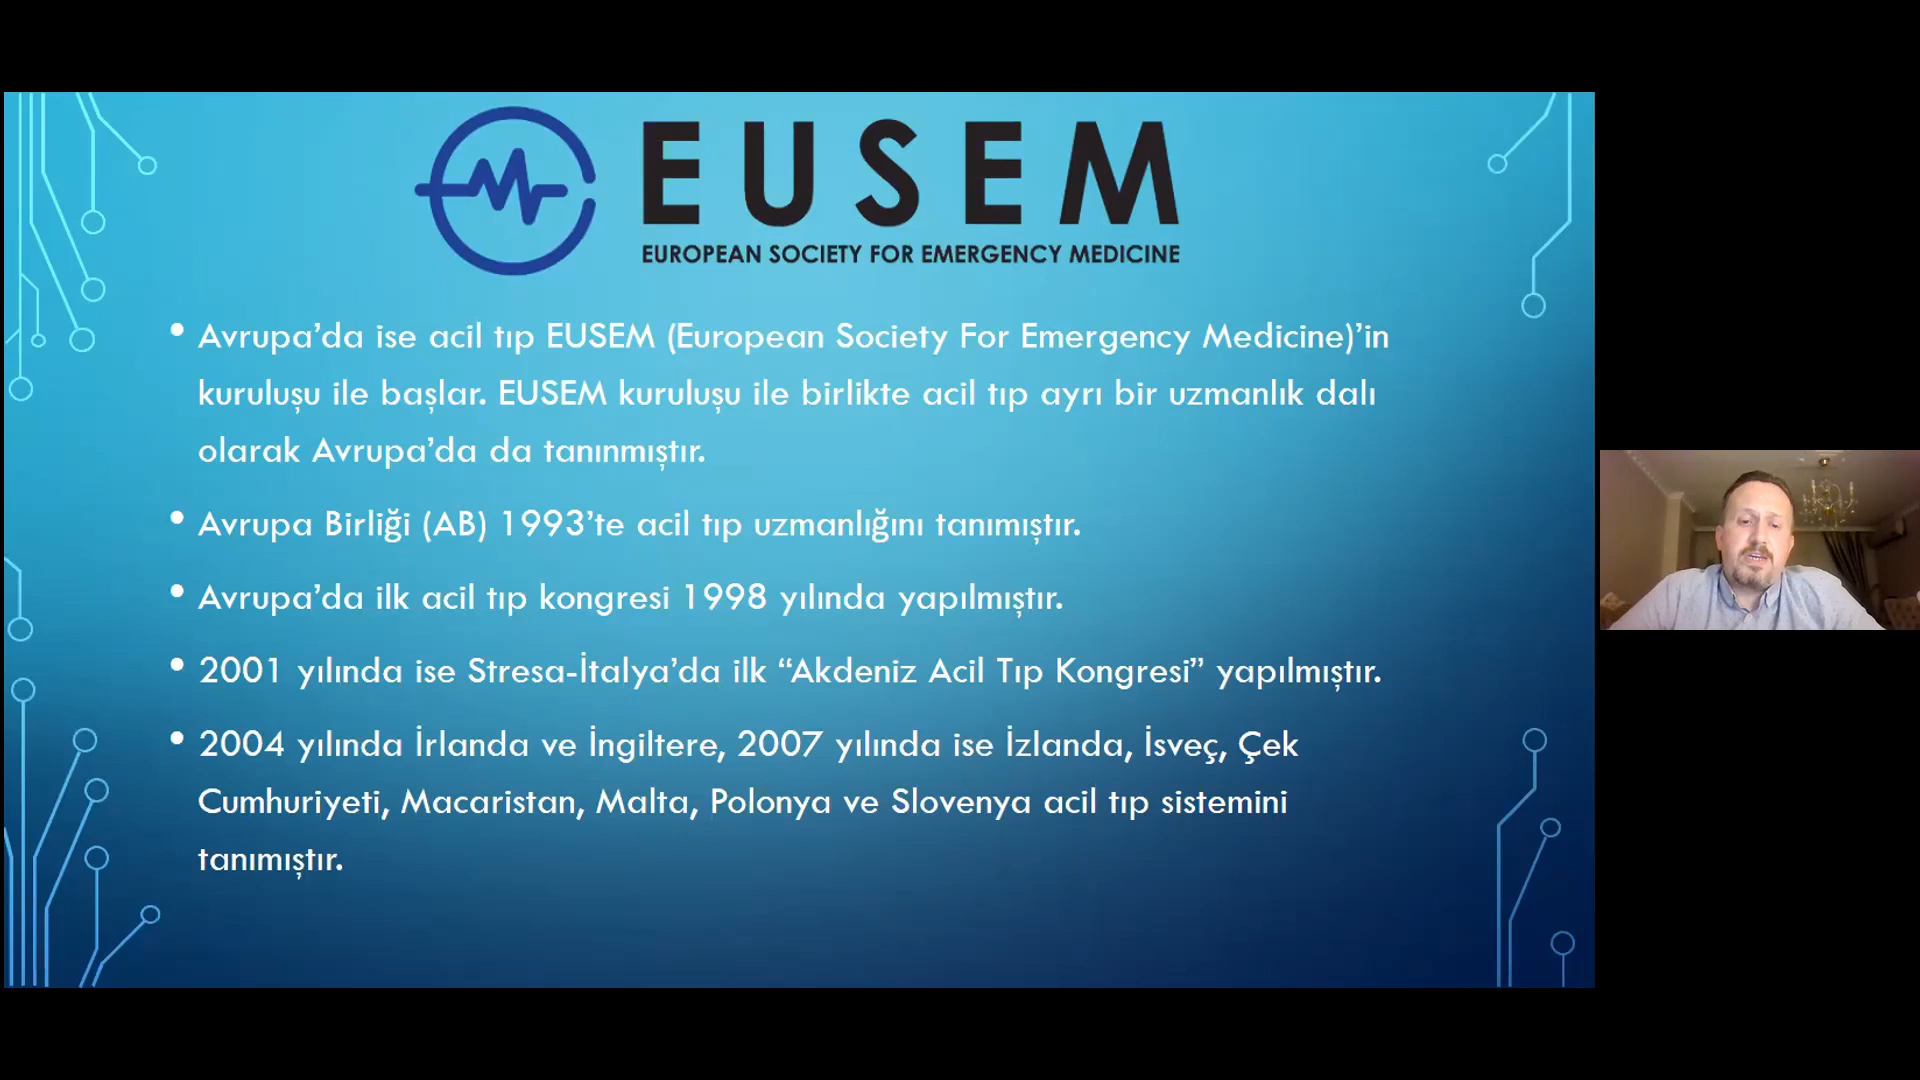 EUSEM
EUROPEAN SOCIETY FOR EMERGENCY MEDICINE
• Avrupa’da ise acil tıp EUSEM (European Society For Emergency Medicine)’in
kuruluşu ile başlar. EUSEM kuruluşu ile birlikte acil tıp ayrı bir uzmanlık dalı
olarak Avrupa’da da tanınmıştır.
• Avrupa Birliği (AB) 1993’te acil tıp uzmanlığını tanımıştır.
• Avrupa’da ilk acil tıp kongresi 1998 yılında yapılmıştır.
• 2001 yılında ise Stresa-İtalya’da ilk “Akdeniz Acil Tıp Kongresi” yapılmıştır.
• 2004 yılında İrlanda ve İngiltere, 2007 yılında ise İzlanda, İsveç, Çek
Cumhuriyeti, Macaristan, Malta, Polonya ve Slovenya acil tıp sistemini
tanımıştır.